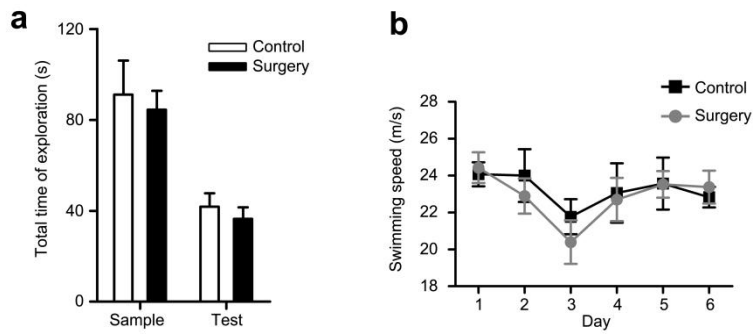 a
Total time of exploration (s)
120
80
40
0
Control
Surgery
Sample
Test
b
Swimming speed (m/s)
28
26
24
22
20
18
Control
Surgery
1 2 3 4 5 6
Day